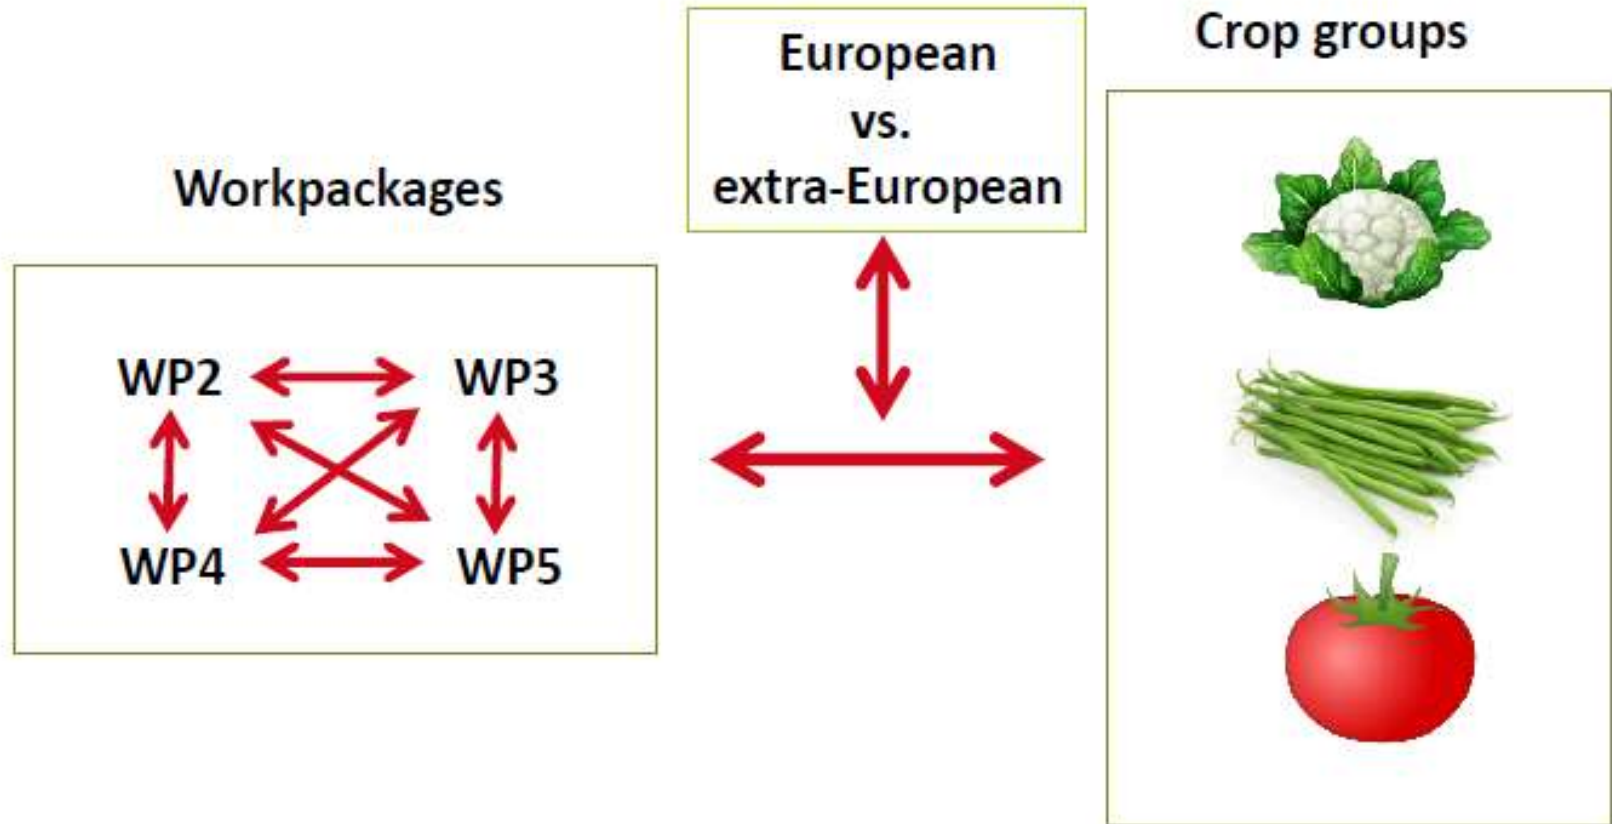 European
vs.
extra-European
Crop groups
Workpackages
WP2 WP3
WP4 WP5